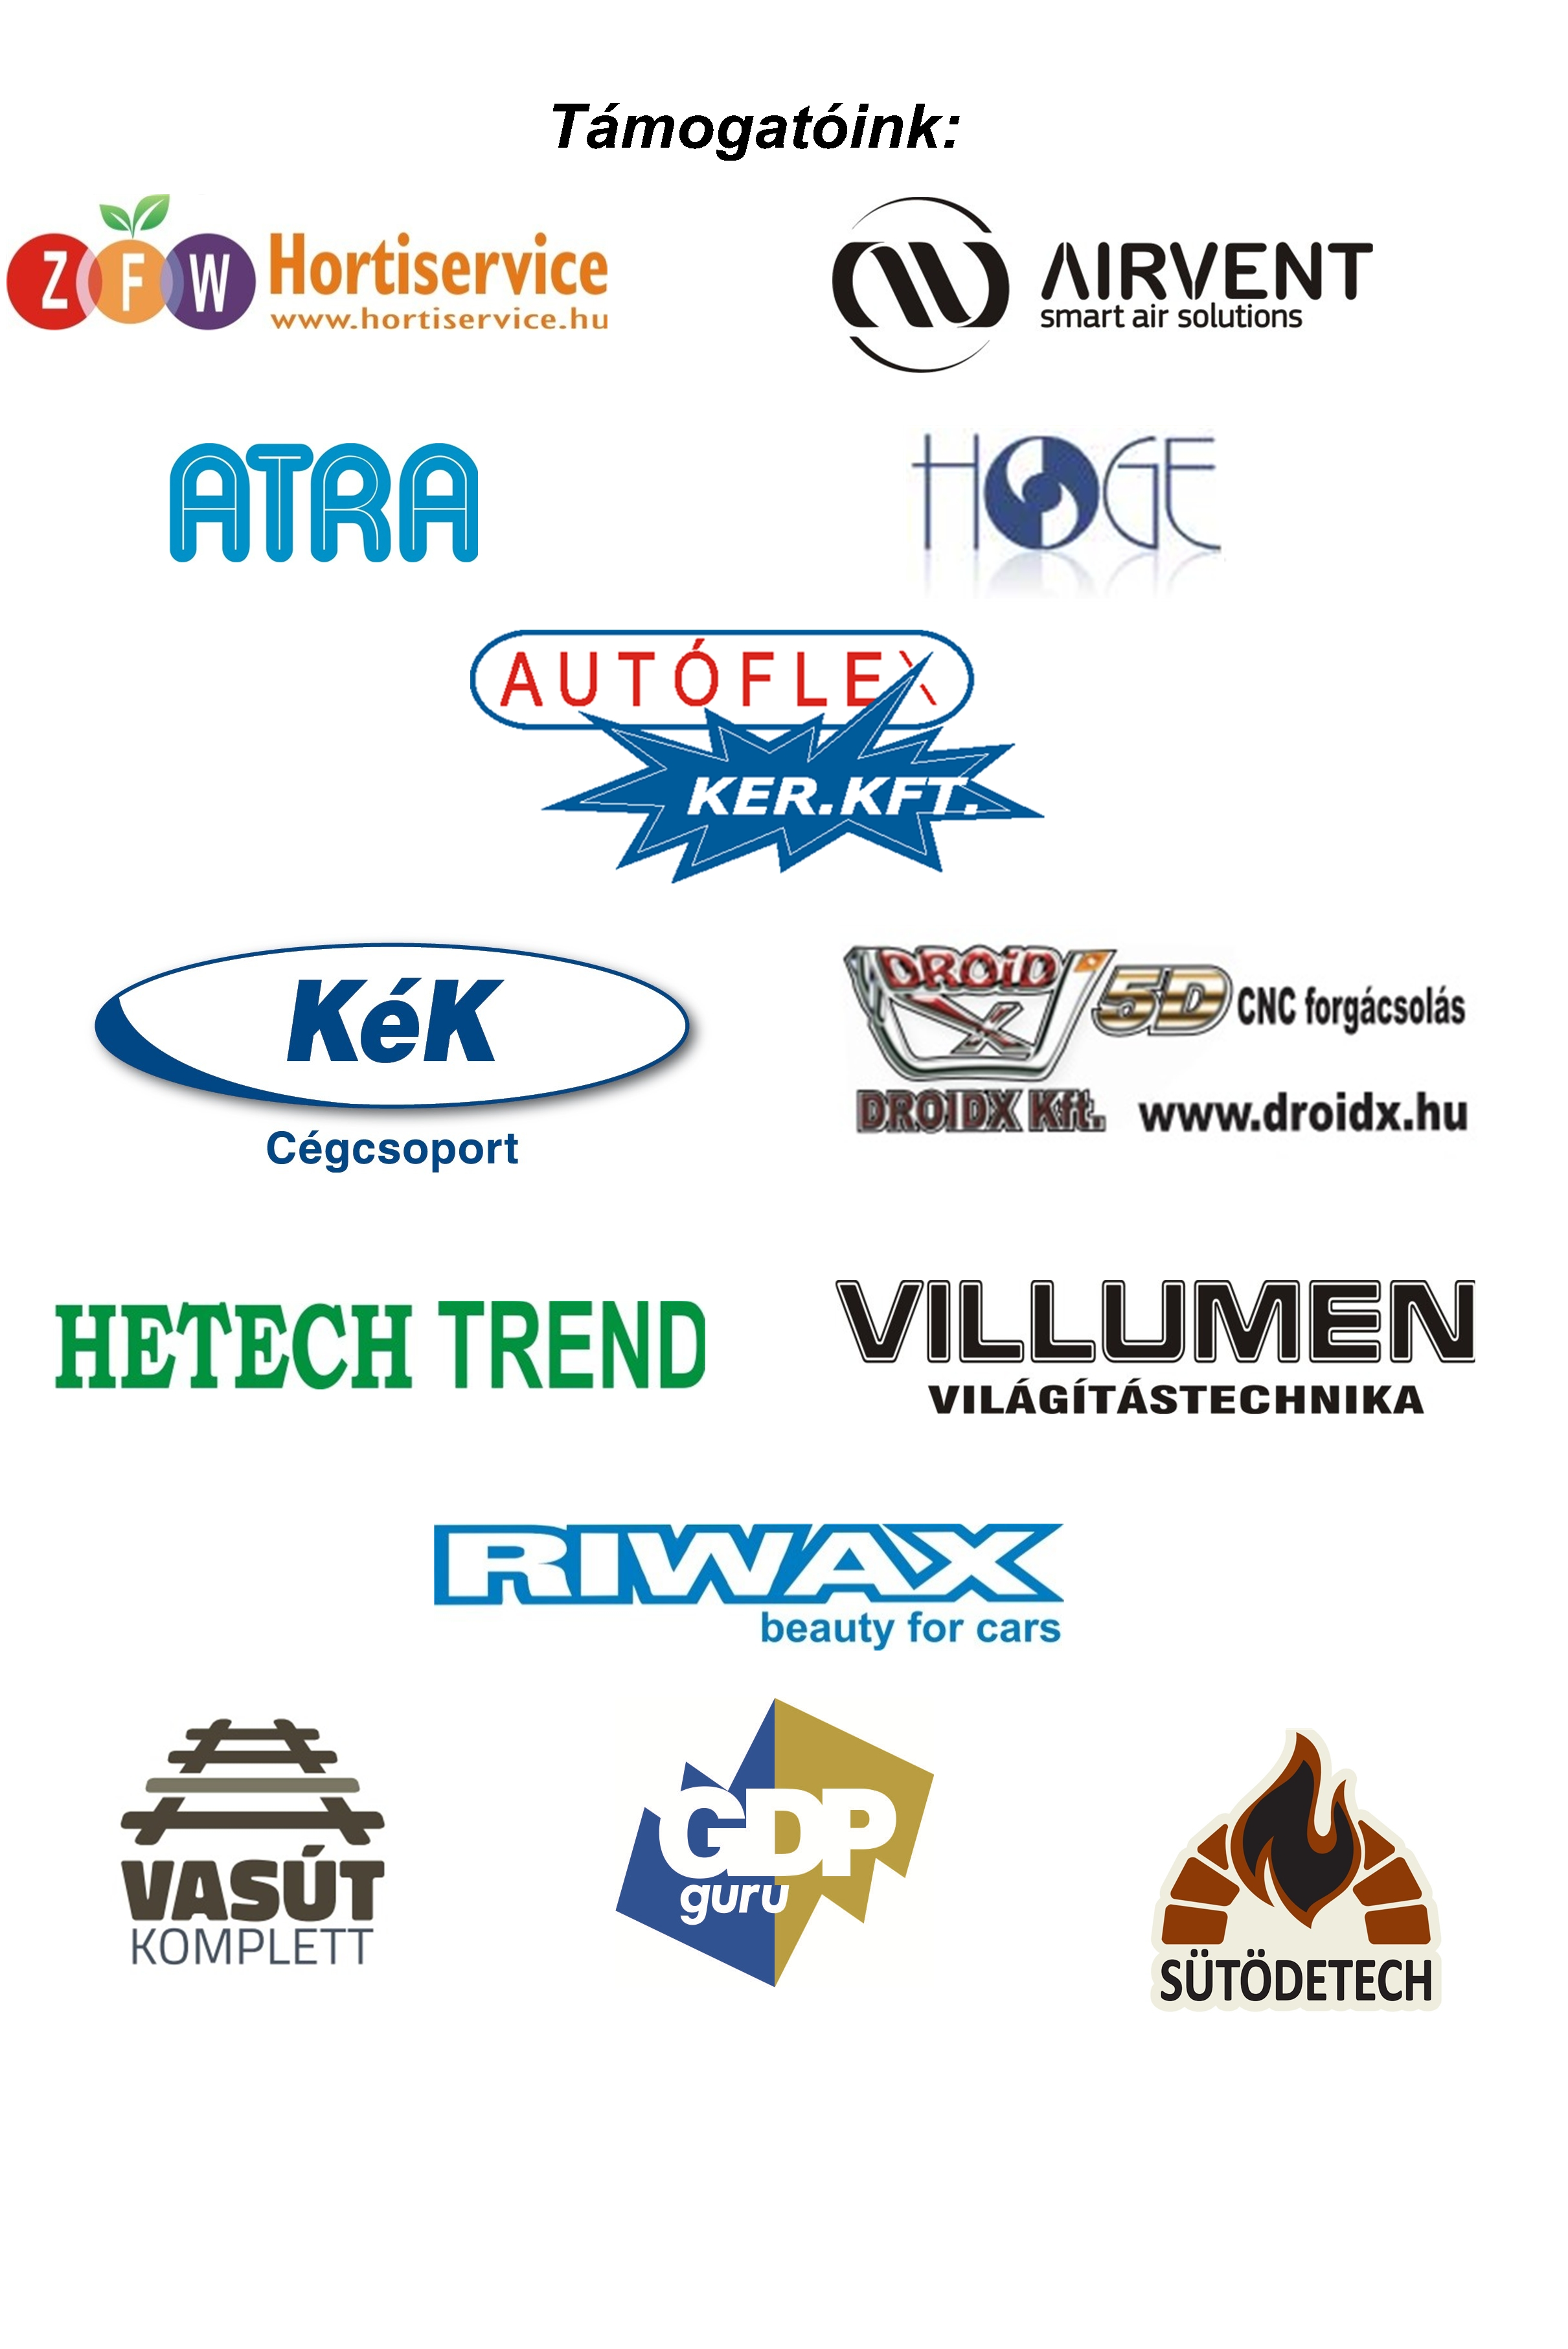 Támogatóink:
Z F W Hortiservice
www.hortiservice.hu
AIRVENT
smart air solutions
ATRA
HOGE
AUTÓFLEX
KER.KFT.
KéK
Cégcsoport
DROiD X 5D CNC forgácsolás
DROIDX Kft. www.droidx.hu
HETECH TREND
VILLUMEN
VILÁGÍTÁSTECHNIKA
RIWAX
beauty for cars
VASÚT
KOMPLETT
GDP
guru
SÜTÖDETECH